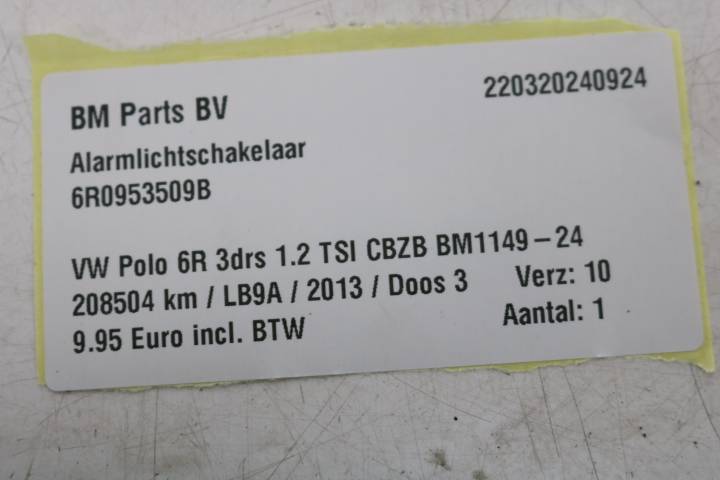 BM Parts BV
220320240924
Alarmlichtschakelaar
6R0953509B
VW Polo 6R 3drs 1.2 TSI CBZB BM1149-24
208504 km / LB9A / 2013 / Doos 3 Verz: 10
9.95 Euro incl. BTW Aantal: 1